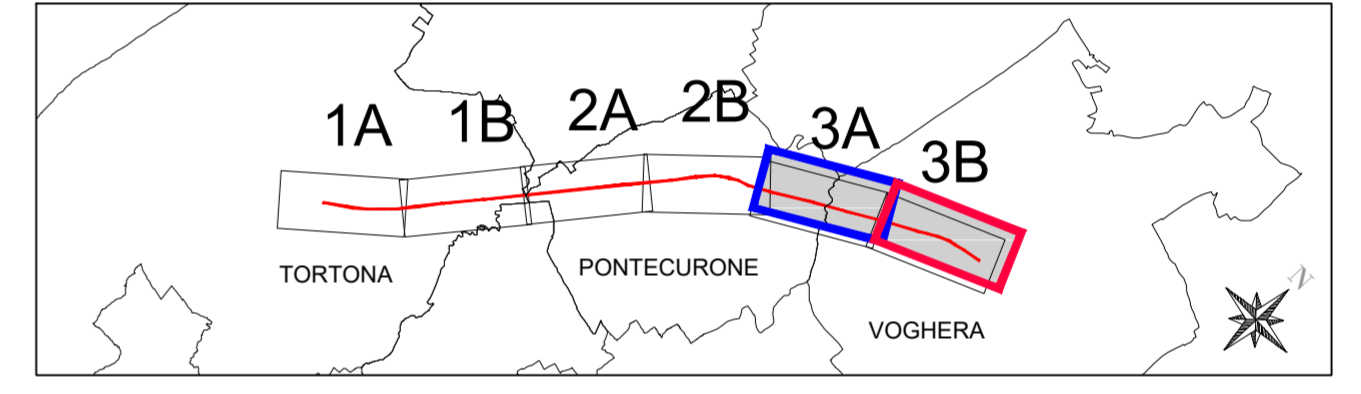 1A
1B
2A
2B
3A
3B
TORTONA
PONTECURONE
VOGHERA
N